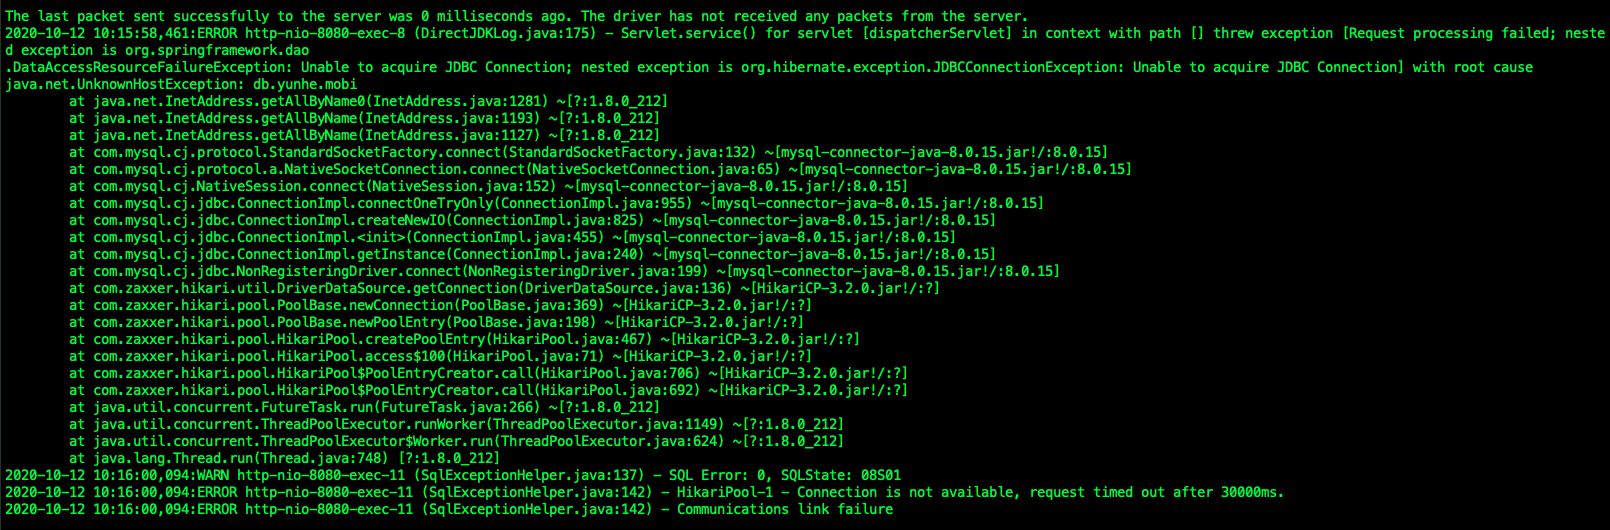 The last packet sent successfully to the server was 0 milliseconds ago. The driver has not received any packets from the server.
2020-10-12 10:15:58,461:ERROR http-nio-8080-exec-8 (DirectJDKLog.java:175) - Servlet.service() for servlet [dispatcherServlet] in context with path [] threw exception [Request processing failed; neste
d exception is org.springframework.dao
.DataAccessResourceFailureException: Unable to acquire JDBC Connection; nested exception is org.hibernate.exception.JDBCConnectionException: Unable to acquire JDBC Connection] with root cause
java.net.UnknownHostException: db.yunhe.mobi
        at java.net.InetAddress.getAllByName0(InetAddress.java:1281) ~[?:1.8.0_212]
        at java.net.InetAddress.getAllByName(InetAddress.java:1193) ~[?:1.8.0_212]
        at java.net.InetAddress.getAllByName(InetAddress.java:1127) ~[?:1.8.0_212]
        at com.mysql.cj.protocol.StandardSocketFactory.connect(StandardSocketFactory.java:132) ~[mysql-connector-java-8.0.15.jar!/:8.0.15]
        at com.mysql.cj.protocol.a.NativeSocketConnection.connect(NativeSocketConnection.java:65) ~[mysql-connector-java-8.0.15.jar!/:8.0.15]
        at com.mysql.cj.NativeSession.connect(NativeSession.java:152) ~[mysql-connector-java-8.0.15.jar!/:8.0.15]
        at com.mysql.cj.jdbc.ConnectionImpl.connectOneTryOnly(ConnectionImpl.java:955) ~[mysql-connector-java-8.0.15.jar!/:8.0.15]
        at com.mysql.cj.jdbc.ConnectionImpl.createNewIO(ConnectionImpl.java:825) ~[mysql-connector-java-8.0.15.jar!/:8.0.15]
        at com.mysql.cj.jdbc.ConnectionImpl.<init>(ConnectionImpl.java:455) ~[mysql-connector-java-8.0.15.jar!/:8.0.15]
        at com.mysql.cj.jdbc.ConnectionImpl.getInstance(ConnectionImpl.java:240) ~[mysql-connector-java-8.0.15.jar!/:8.0.15]
        at com.mysql.cj.jdbc.NonRegisteringDriver.connect(NonRegisteringDriver.java:199) ~[mysql-connector-java-8.0.15.jar!/:8.0.15]
        at com.zaxxer.hikari.util.DriverDataSource.getConnection(DriverDataSource.java:136) ~[HikariCP-3.2.0.jar!/:?]
        at com.zaxxer.hikari.pool.PoolBase.newConnection(PoolBase.java:369) ~[HikariCP-3.2.0.jar!/:?]
        at com.zaxxer.hikari.pool.PoolBase.newPoolEntry(PoolBase.java:198) ~[HikariCP-3.2.0.jar!/:?]
        at com.zaxxer.hikari.pool.HikariPool.createPoolEntry(HikariPool.java:467) ~[HikariCP-3.2.0.jar!/:?]
        at com.zaxxer.hikari.pool.HikariPool.access$100(HikariPool.java:71) ~[HikariCP-3.2.0.jar!/:?]
        at com.zaxxer.hikari.pool.HikariPool$PoolEntryCreator.call(HikariPool.java:706) ~[HikariCP-3.2.0.jar!/:?]
        at com.zaxxer.hikari.pool.HikariPool$PoolEntryCreator.call(HikariPool.java:692) ~[HikariCP-3.2.0.jar!/:?]
        at java.util.concurrent.FutureTask.run(FutureTask.java:266) ~[?:1.8.0_212]
        at java.util.concurrent.ThreadPoolExecutor.runWorker(ThreadPoolExecutor.java:1149) ~[?:1.8.0_212]
        at java.util.concurrent.ThreadPoolExecutor$Worker.run(ThreadPoolExecutor.java:624) ~[?:1.8.0_212]
        at java.lang.Thread.run(Thread.java:748) [?:1.8.0_212]
2020-10-12 10:16:00,094:WARN http-nio-8080-exec-11 (SqlExceptionHelper.java:137) - SQL Error: 0, SQLState: 08S01
2020-10-12 10:16:00,094:ERROR http-nio-8080-exec-11 (SqlExceptionHelper.java:142) - HikariPool-1 - Connection is not available, request timed out after 30000ms.
2020-10-12 10:16:00,094:ERROR http-nio-8080-exec-11 (SqlExceptionHelper.java:142) - Communications link failure